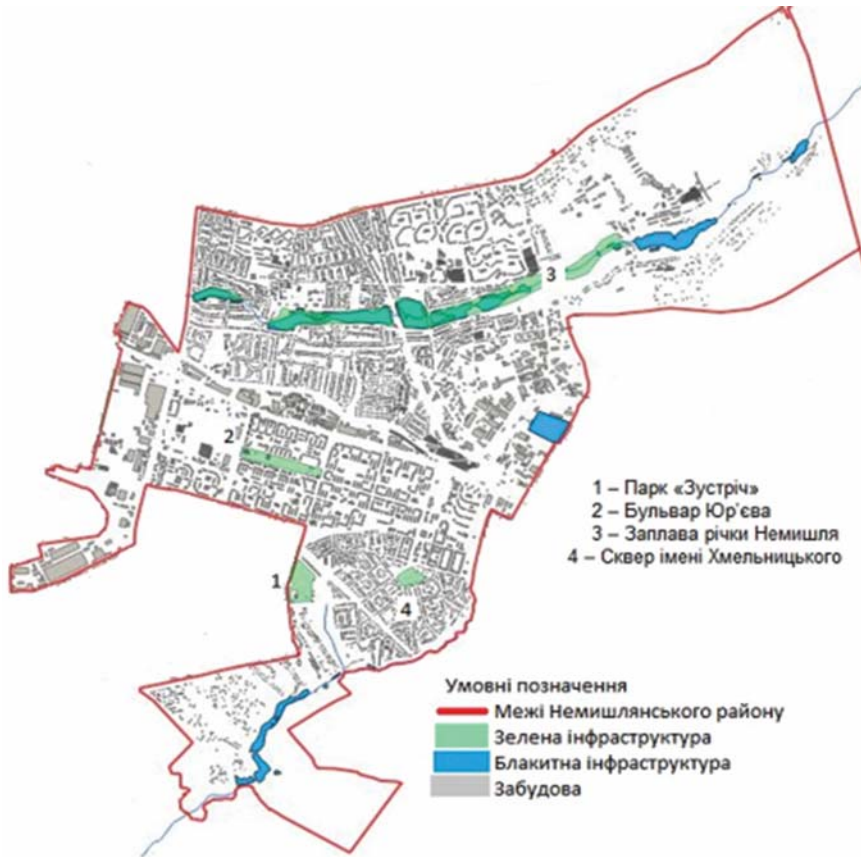 3
2
1 – Парк «Зустріч»
2 – Бульвар Юр'єва
3 – Заплава річки Немишля
4 – Сквер імені Хмельницького
1
4
Умовні позначення
Межі Немишлянського району
Зелена інфраструктура
Блакитна інфраструктура
Забудова